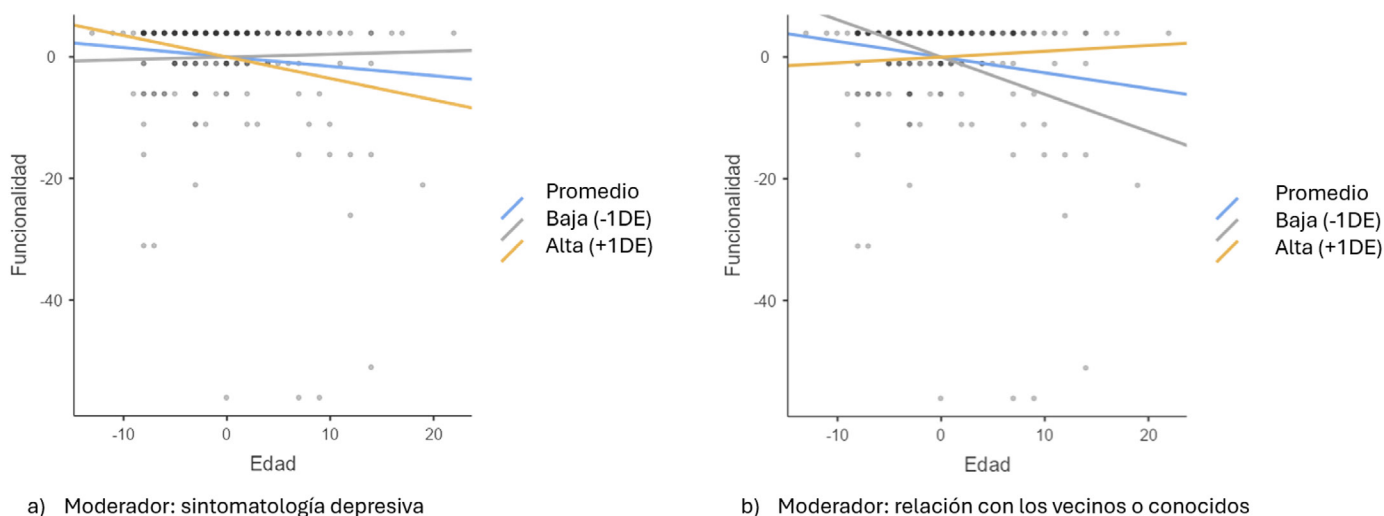 0
-20
-40
Funcionalidad
-10
0
10
20
Edad
Promedio
Baja (-1DE)
Alta (+1DE)
a) Moderador: sintomatología depresiva
0
-20
-40
Funcionalidad
-10
0
10
20
Edad
Promedio
Baja (-1DE)
Alta (+1DE)
b) Moderador: relación con los vecinos o conocidos